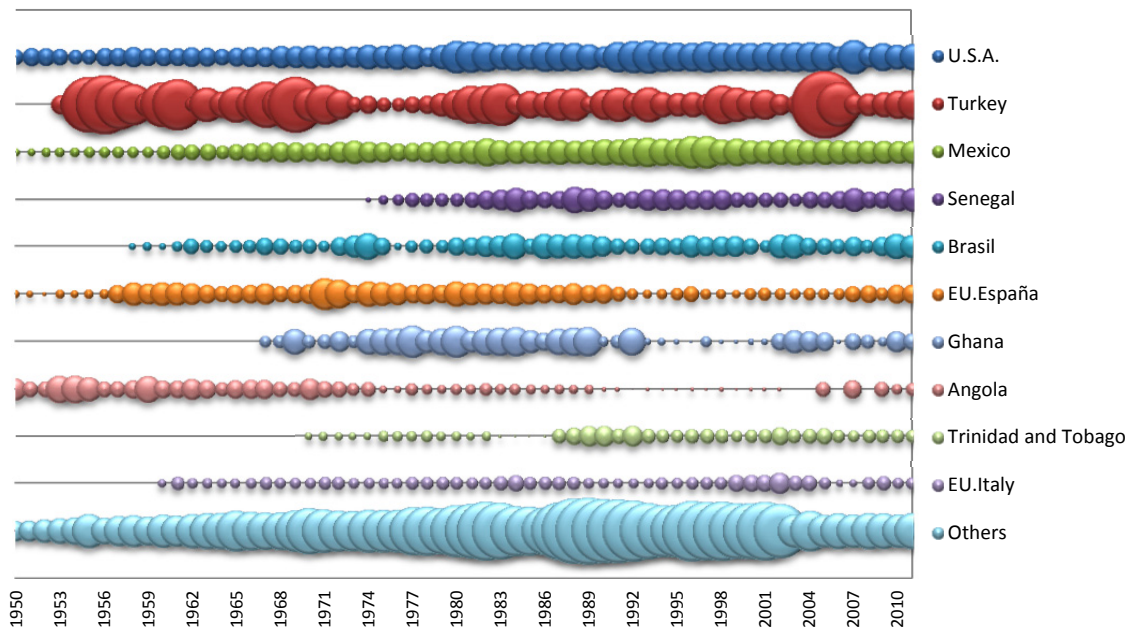 U.S.A.
Turkey
Mexico
Senegal
Brasil
EU.España
Ghana
Angola
Trinidad and Tobago
EU.Italy
Others
1950
1953
1956
1959
1962
1965
1968
1971
1974
1977
1980
1983
1986
1989
1992
1995
1998
2001
2004
2007
2010